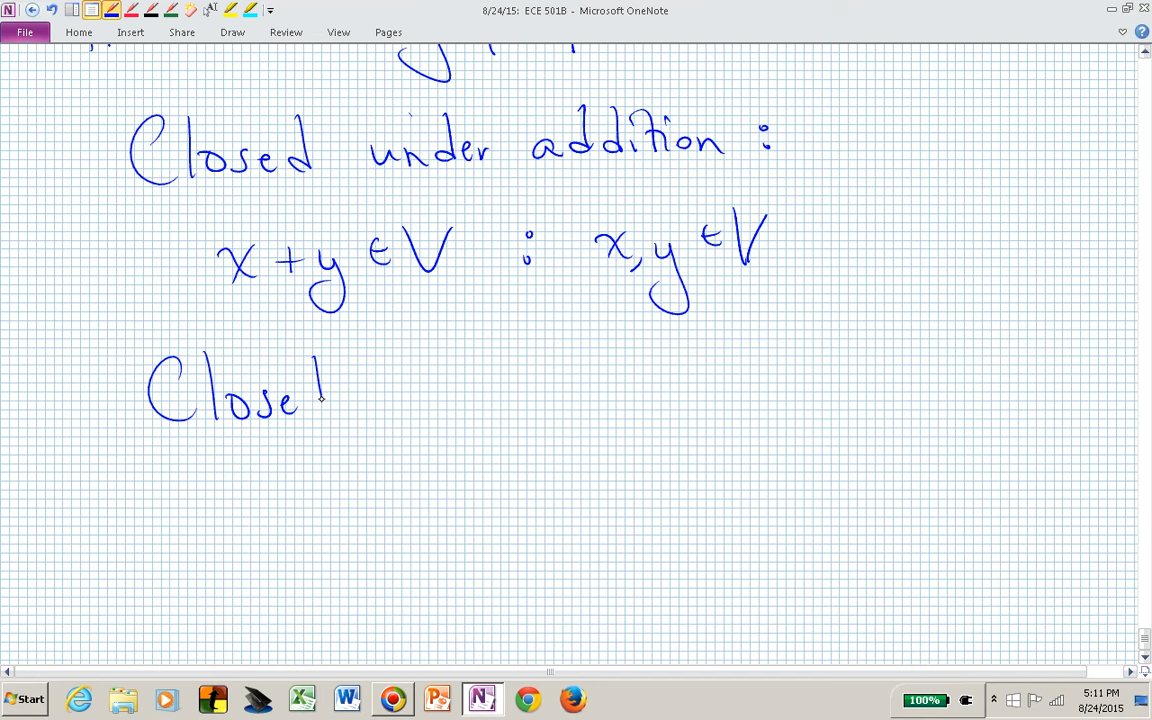 8/24/15: ECE 501B - Microsoft OneNote
File Home Insert Share Draw Review View Pages
Closed under addition :
x + y ∈ V : x, y ∈ V
Close
Start
100%
5:11 PM
8/24/2015